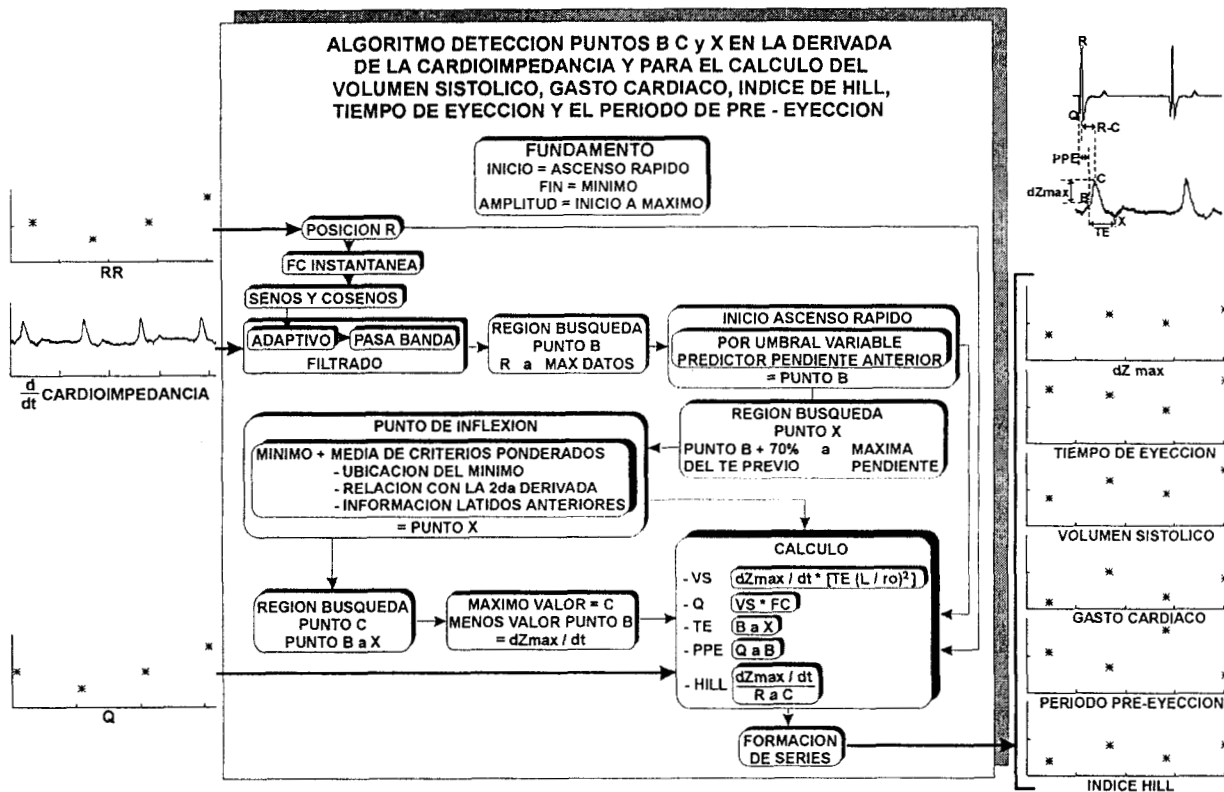 ALGORITMO DETECCION PUNTOS B C y X EN LA DERIVADA
DE LA CARDIOIMPEDANCIA Y PARA EL CALCULO DEL
VOLUMEN SISTOLICO, GASTO CARDIACO, INDICE DE HILL,
TIEMPO DE EYECCION Y EL PERIODO DE PRE - EYECCION
FUNDAMENTO
INICIO = ASCENSO RAPIDO
FIN = MINIMO
AMPLITUD = INICIO A MAXIMO
R
Q
R-C
PPE
C
dZmax
B
X
TE
RR
POSICION R
FC INSTANTANEA
SENOS Y COSENOS
ADAPTIVO
PASA BANDA
FILTRADO
d/dt CARDIOIMPEDANCIA
REGION BUSQUEDA
PUNTO B
R a MAX DATOS
INICIO ASCENSO RAPIDO
POR UMBRAL VARIABLE
PREDICTOR PENDIENTE ANTERIOR
= PUNTO B
REGION BUSQUEDA
PUNTO X
PUNTO B + 70% a MAXIMA
DEL TE PREVIO PENDIENTE
PUNTO DE INFLEXION
MINIMO + MEDIA DE CRITERIOS PONDERADOS
- UBICACION DEL MINIMO
- RELACION CON LA 2da DERIVADA
- INFORMACION LATIDOS ANTERIORES
= PUNTO X
REGION BUSQUEDA
PUNTO C
PUNTO B a X
MAXIMO VALOR = C
MENOS VALOR PUNTO B
= dZmax / dt
CALCULO
- VS dZmax / dt * [TE (L / ro)²]
- Q VS * FC
- TE B a X
- PPE Q a B
- HILL dZmax / dt
R a C
FORMACION
DE SERIES
Q
dZ max
TIEMPO DE EYECCION
VOLUMEN SISTOLICO
GASTO CARDIACO
PERIODO PRE-EYECCION
INDICE HILL